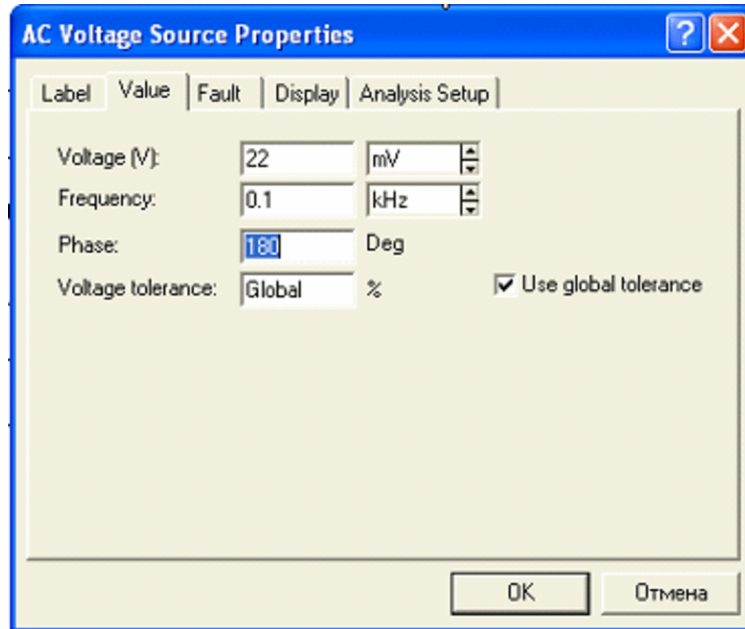 AC Voltage Source Properties
Label Value Fault Display Analysis Setup
Voltage (V): 22 mV
Frequency: 0.1 kHz
Phase: 180 Deg
Voltage tolerance: Global % Use global tolerance
OK Отмена